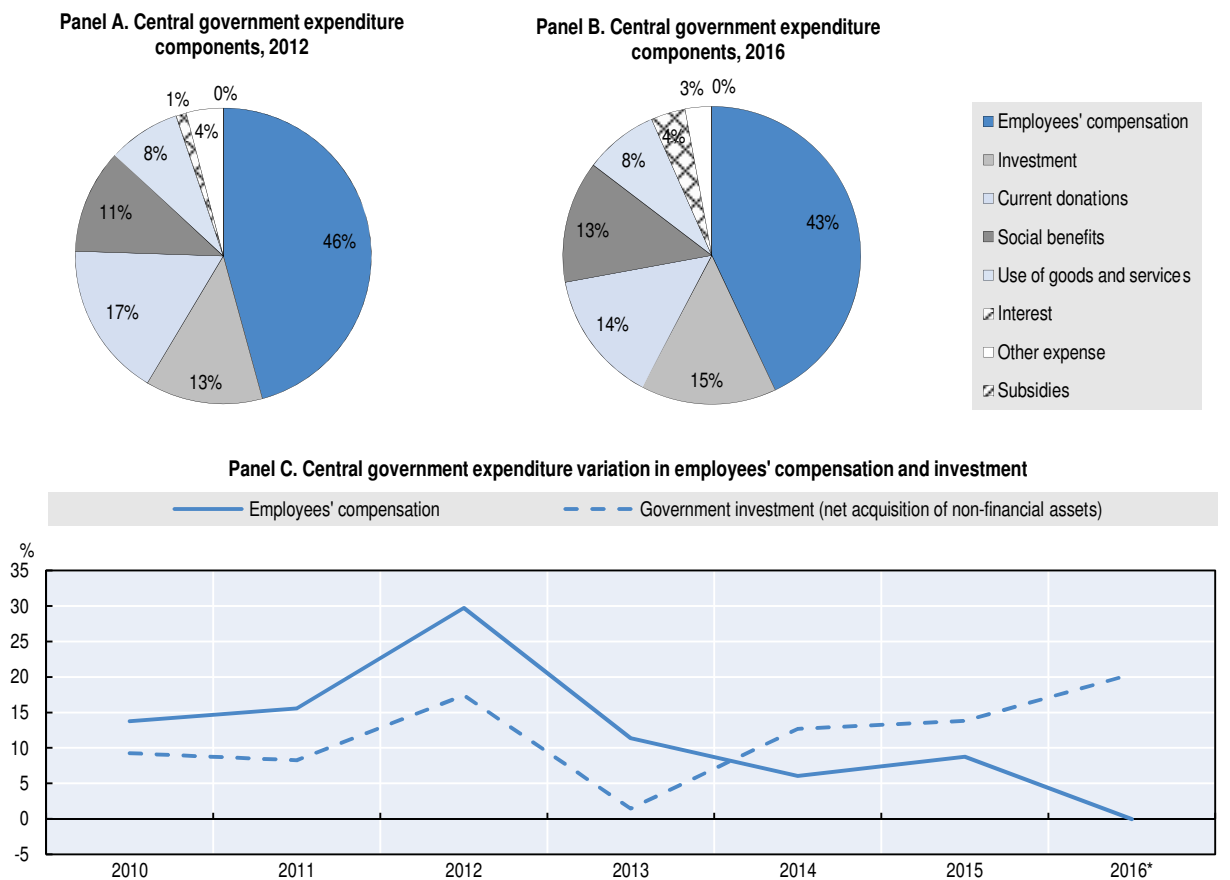 Panel A. Central government expenditure
components, 2012
Panel B. Central government expenditure
components, 2016
1%
0%
4%
8%
11%
17%
13%
46%
3%
0%
4%
8%
13%
14%
15%
43%
Employees' compensation
Investment
Current donations
Social benefits
Use of goods and services
Interest
Other expense
Subsidies
Panel C. Central government expenditure variation in employees' compensation and investment
Employees' compensation
Government investment (net acquisition of non-financial assets)
%
35
30
25
20
15
10
5
0
-5
2010
2011
2012
2013
2014
2015
2016*